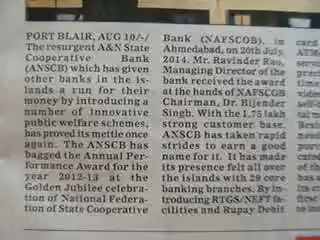 PORT BLAIR, AUG 10/-/
The resurgent A&N State
Cooperative Bank
(ANSCB) which has given
other banks in the is-
lands a run for their
money by introducing a
number of innovative
public welfare schemes,
has proved its mettle once
again. The ANSCB has
bagged the Annual Per-
formance Award for the
year 2012-13 at the
Golden Jubilee celebra-
tion of National Federa-
tion of State Cooperative
Bank (NAFSCOB), in
Ahmedabad, on 20th July,
2014. Mr. Ravinder Rao,
Managing Director of the
bank received the award
at the hands of NAFSCOB
Chairman, Dr. Bijender
Singh. With the 1.75 lakh
strong customer base.
ANSCB has taken rapid
strides to earn a good
name for it. It has made
its presence felt all over
the islands with 29 core
banking branches. By in-
troducing RTGS/NEFT fa-
cilities and Rupay Debit